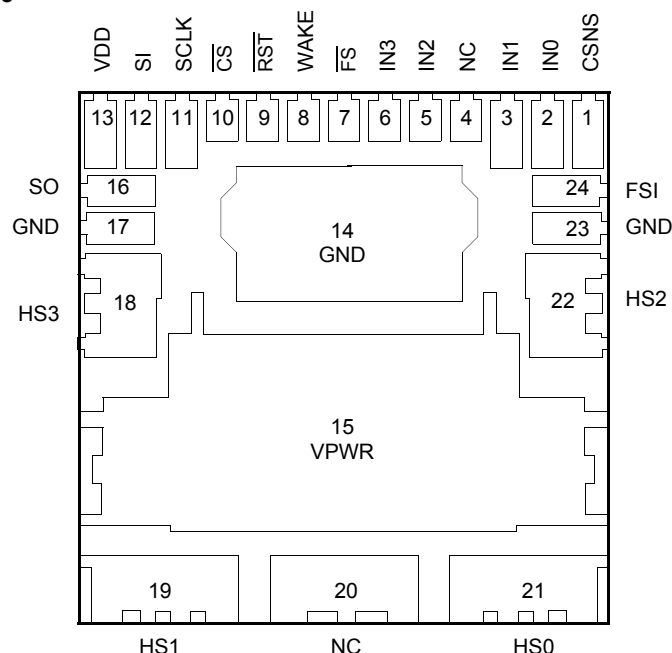 VDD SI SCLK CS RST WAKE FS IN3 IN2 NC IN1 IN0 CSNS
13 12 11 10 9 8 7 6 5 4 3 2 1
SO 16 24 FSI
GND 17 23 GND
14
GND
HS3 18 22 HS2
15
VPWR
19 20 21
HS1 NC HS0